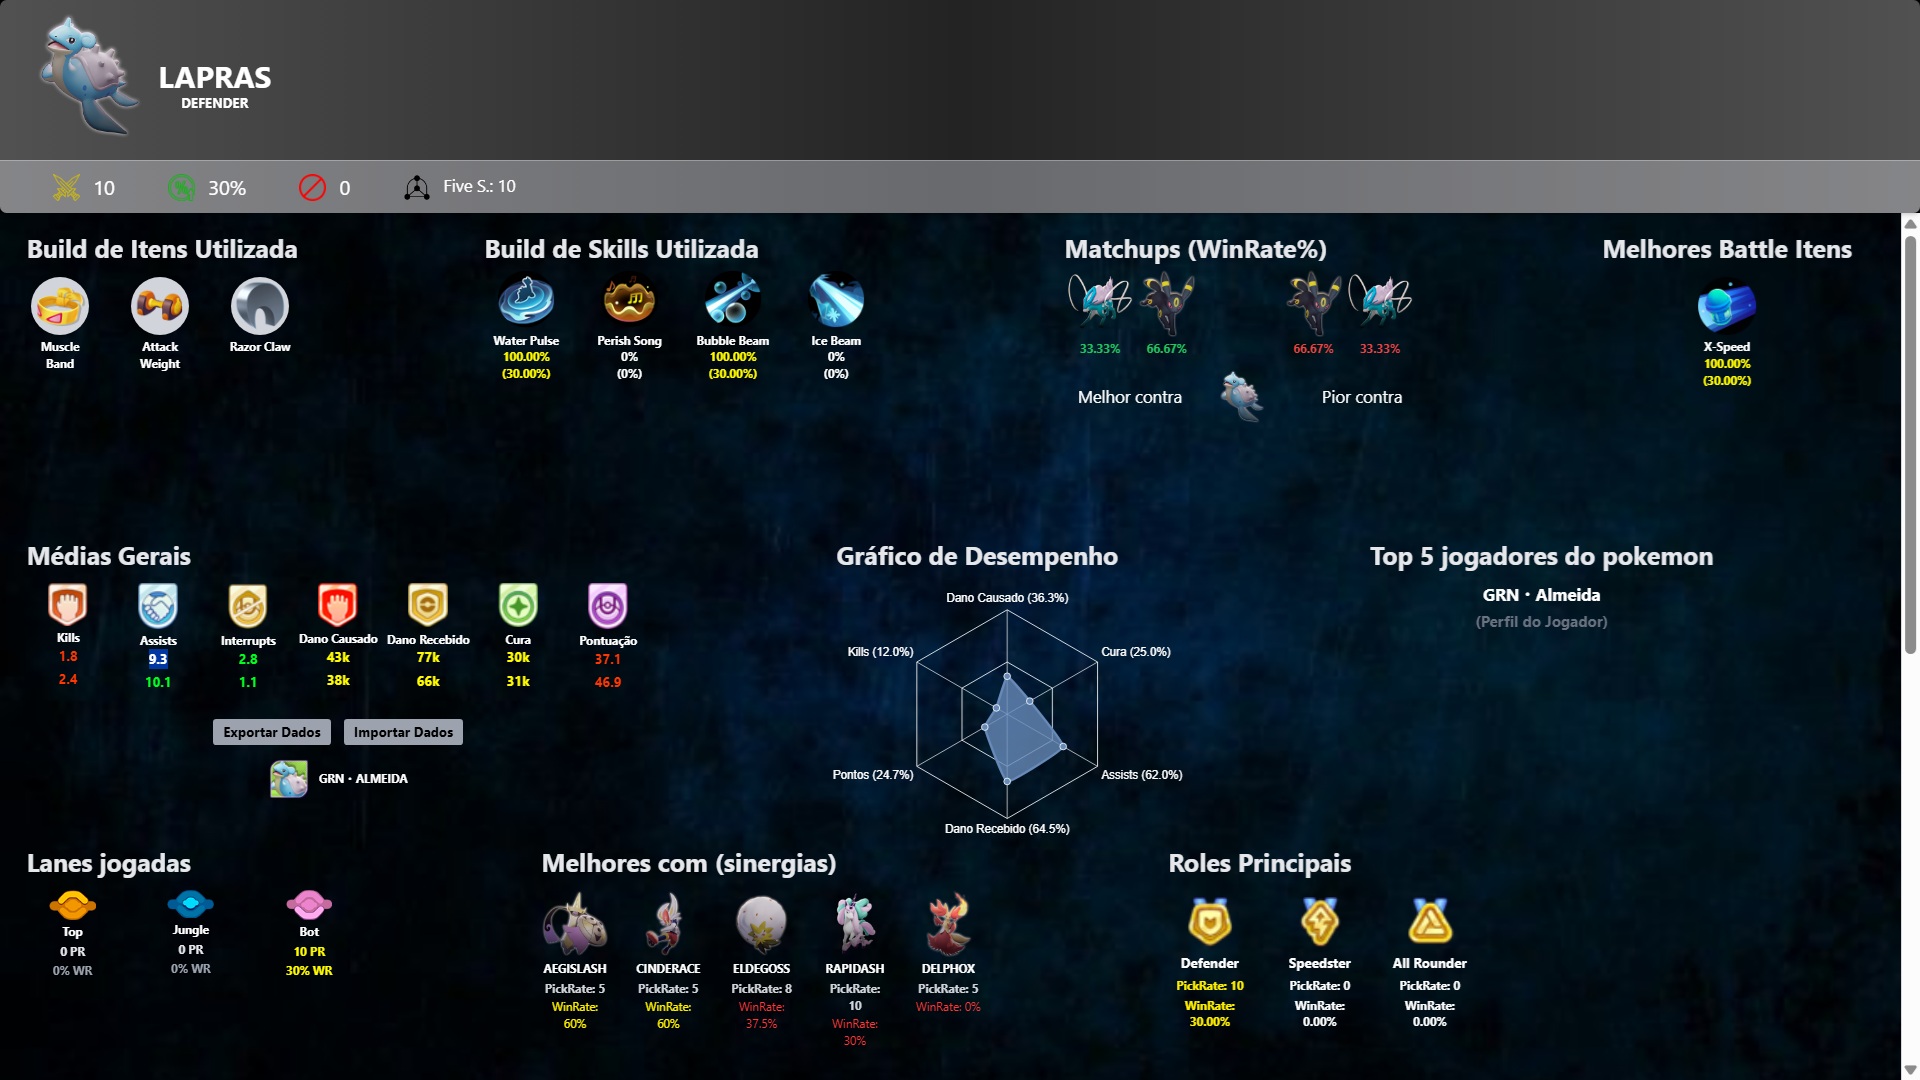 LAPRAS
DEFENDER
10
30%
0
Five S.: 10
Build de Itens Utilizada
Muscle
Band
Attack
Weight
Razor Claw
Build de Skills Utilizada
Water Pulse
100.00%
(30.00%)
Perish Song
0%
(0%)
Bubble Beam
100.00%
(30.00%)
Ice Beam
0%
(0%)
Matchups (WinRate%)
33.33%
66.67%
66.67%
33.33%
Melhor contra
Pior contra
Melhores Battle Itens
X-Speed
100.00%
(30.00%)
Médias Gerais
Kills
1.8
2.4
Assists
9.3
10.1
Interrupts
2.8
1.1
Dano Causado
43k
38k
Dano Recebido
77k
66k
Cura
30k
31k
Pontuação
37.1
46.9
Exportar Dados
Importar Dados
GRN • ALMEIDA
Gráfico de Desempenho
Dano Causado (36.3%)
Kills (12.0%)
Cura (25.0%)
Pontos (24.7%)
Assists (62.0%)
Dano Recebido (64.5%)
Top 5 jogadores do pokemon
GRN • Almeida
(Perfil do Jogador)
Lanes jogadas
Top
0 PR
0% WR
Jungle
0 PR
0% WR
Bot
10 PR
30% WR
Melhores com (sinergias)
AEGISLASH
PickRate: 5
WinRate:
60%
CINDERACE
PickRate: 5
WinRate:
60%
ELDEGOSS
PickRate: 8
WinRate:
37.5%
RAPIDASH
PickRate:
10
WinRate:
30%
DELPHOX
PickRate: 5
WinRate: 0%
Roles Principais
Defender
PickRate: 10
WinRate:
30.00%
Speedster
PickRate: 0
WinRate:
0.00%
All Rounder
PickRate: 0
WinRate:
0.00%